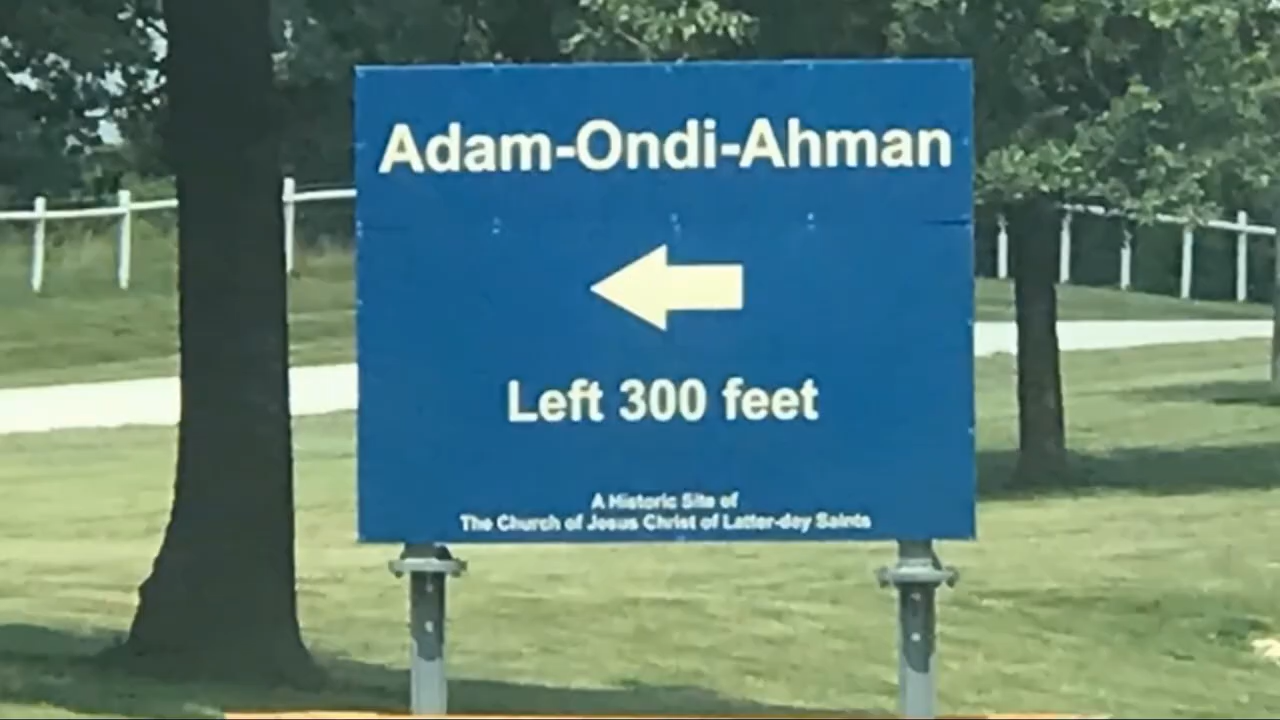 Adam-Ondi-Ahman
Left 300 feet
A Historic Site of
The Church of Jesus Christ of Latter-day Saints